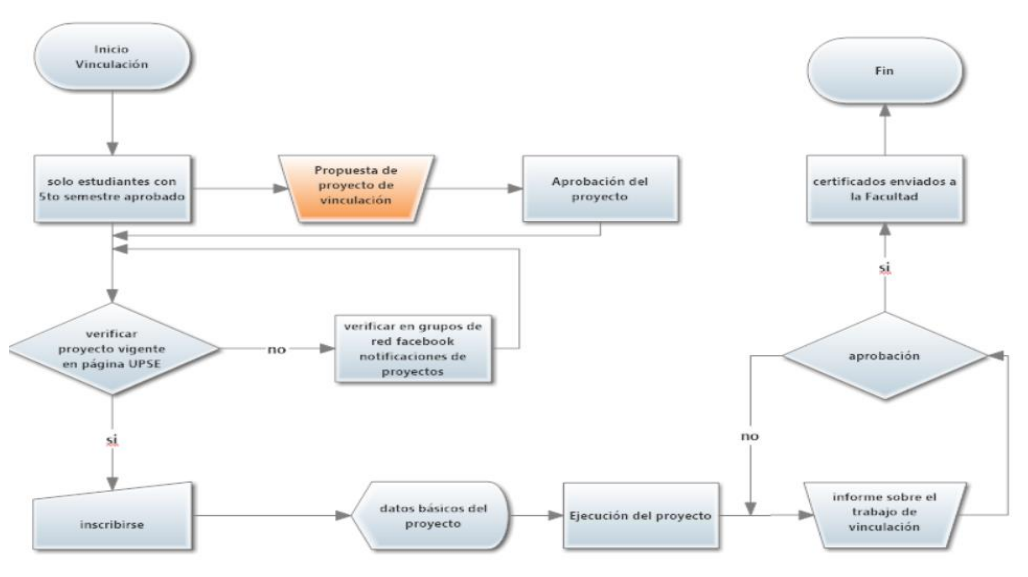 Inicio
Vinculación
Fin
solo estudiantes con
5to semestre aprobado
Propuesta de
proyecto de
vinculación
Aprobación del
proyecto
certificados enviados a
la Facultad
si
verificar
proyecto vigente
en página UPSE
no
verificar en grupos de
red facebook
notificaciones de
proyectos
aprobación
si
no
inscribirse
datos básicos del
proyecto
Ejecución del proyecto
informe sobre el
trabajo de
vinculación